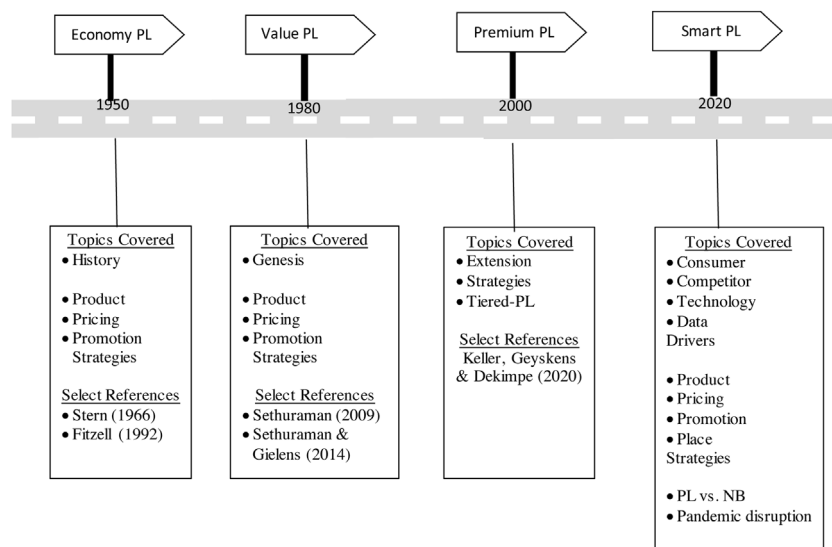 Economy PL
Value PL
Premium PL
Smart PL
1950
1980
2000
2020
Topics Covered
● History
● Product
● Pricing
● Promotion
Strategies
Select References
● Stern (1966)
● Fitzell (1992)
Topics Covered
● Genesis
● Product
● Pricing
● Promotion
Strategies
Select References
● Sethuraman (2009)
● Sethuraman &
Gielens (2014)
Topics Covered
● Extension
● Strategies
● Tiered-PL
Select References
Keller, Geyskens
& Dekimpe (2020)
Topics Covered
● Consumer
● Competitor
● Technology
● Data
Drivers
● Product
● Pricing
● Promotion
● Place
Strategies
● PL vs. NB
● Pandemic disruption